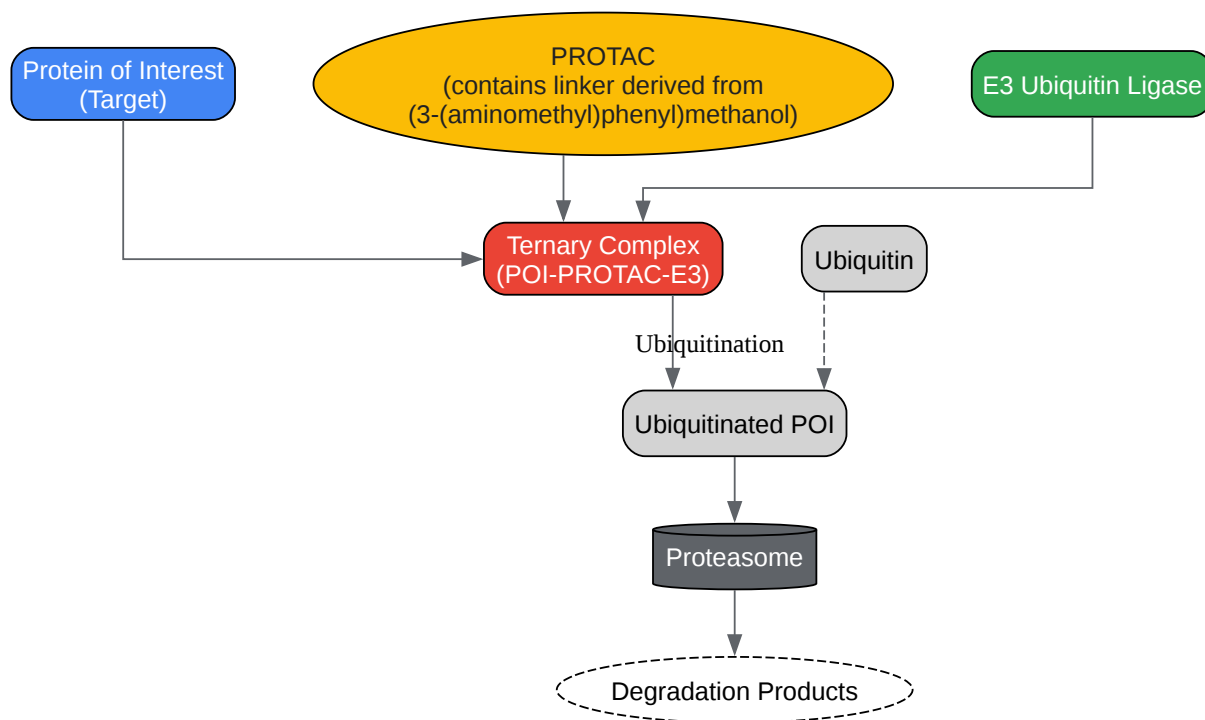 Protein of Interest
(Target)
PROTAC
(contains linker derived from
(3-(aminomethyl)phenyl)methanol)
E3 Ubiquitin Ligase
Ternary Complex
(POI-PROTAC-E3)
Ubiquitin
Ubiquitination
Ubiquitinated POI
Proteasome
Degradation Products